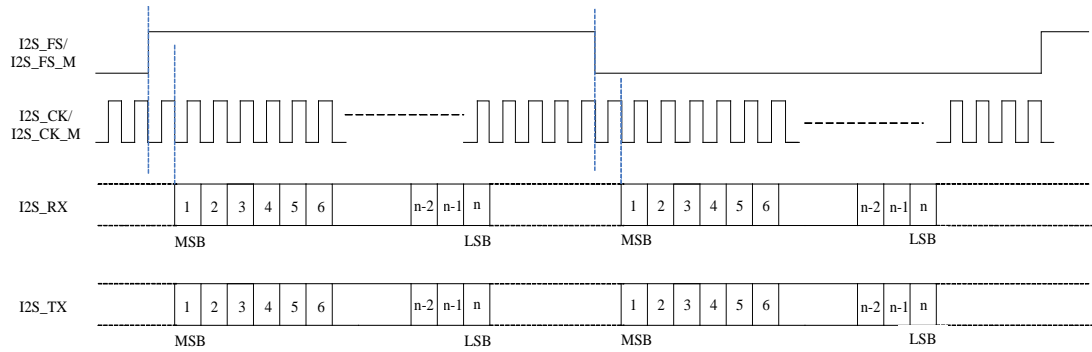 I2S_FS/
I2S_FS_M
I2S_CK/
I2S_CK_M
I2S_RX
1 2 3 4 5 6 n-2 n-1 n 1 2 3 4 5 6 n-2 n-1 n
MSB LSB MSB LSB
I2S_TX
1 2 3 4 5 6 n-2 n-1 n 1 2 3 4 5 6 n-2 n-1 n
MSB LSB MSB LSB